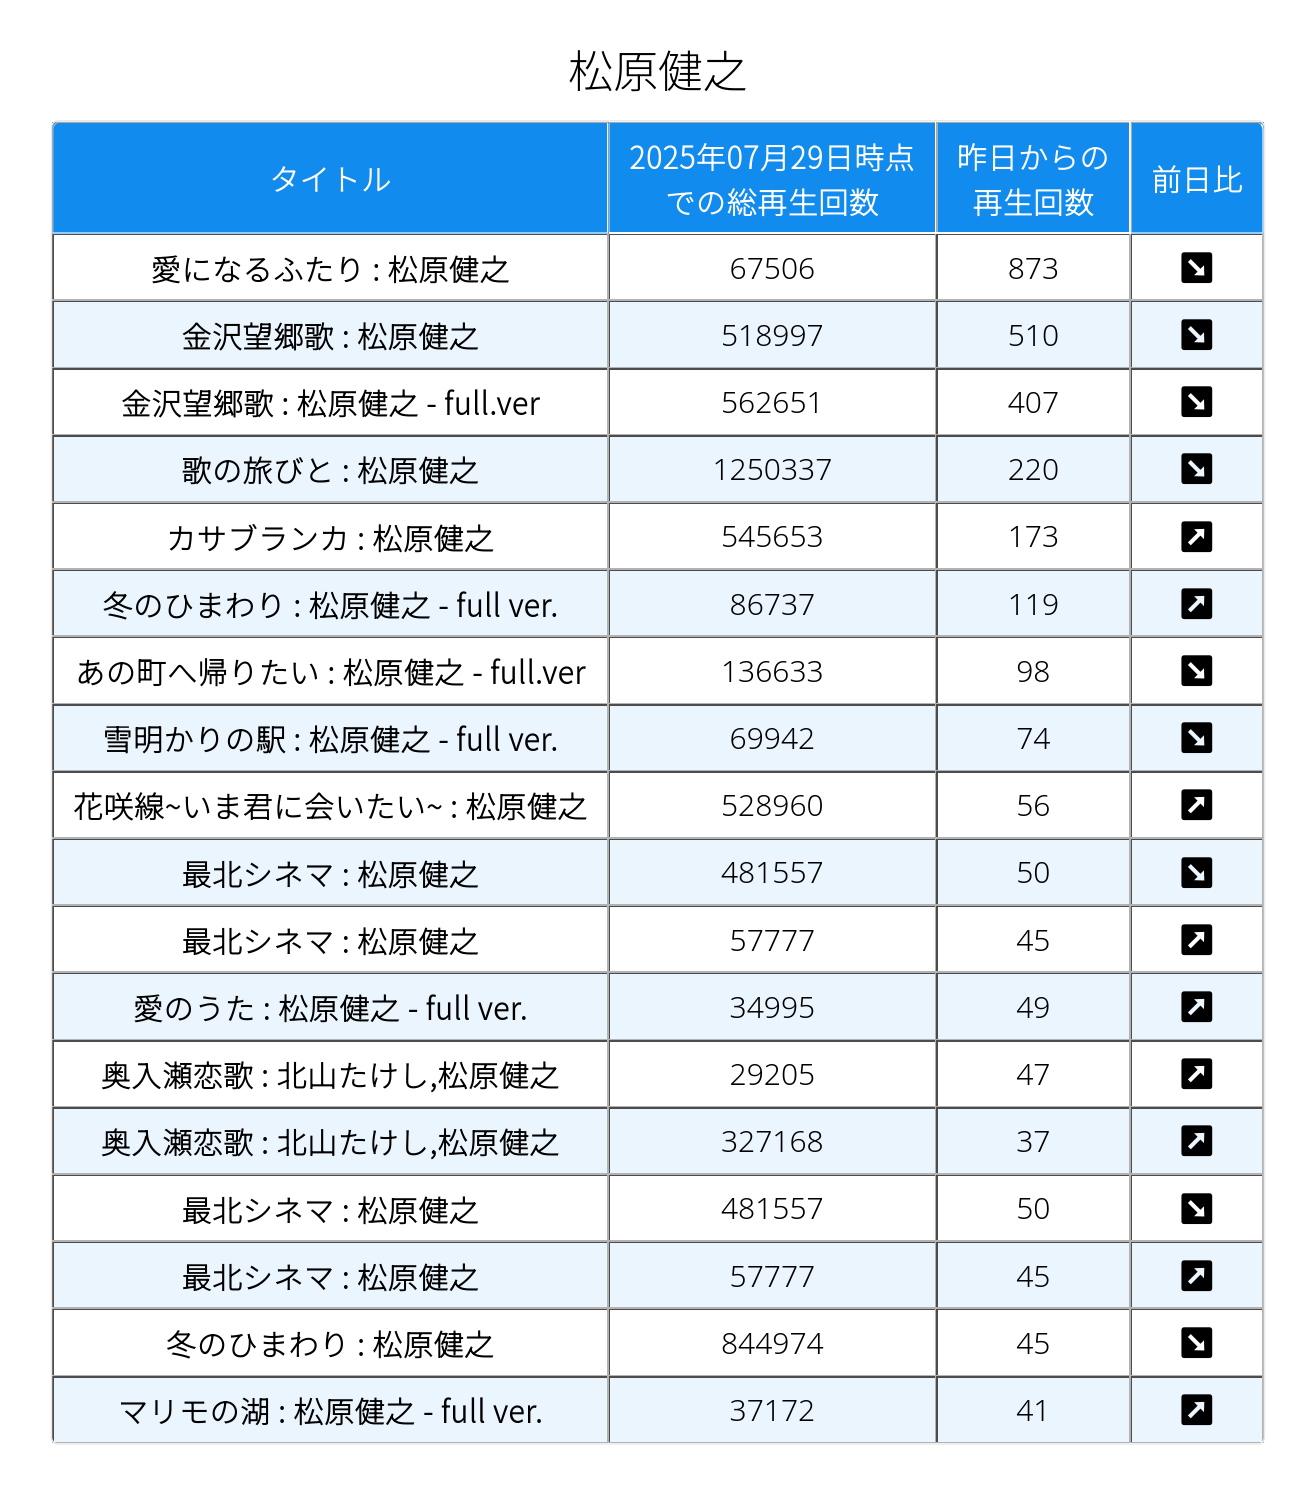 松原健之
タイトル 2025年07月29日時点での総再生回数 昨日からの再生回数 前日比
愛になるふたり : 松原健之 67506 873 ↘
金沢望郷歌 : 松原健之 518997 510 ↘
金沢望郷歌 : 松原健之 - full.ver 562651 407 ↘
歌の旅びと : 松原健之 1250337 220 ↘
カサブランカ : 松原健之 545653 173 ↗
冬のひまわり : 松原健之 - full ver. 86737 119 ↗
あの町へ帰りたい : 松原健之 - full.ver 136633 98 ↘
雪明かりの駅 : 松原健之 - full ver. 69942 74 ↘
花咲線~いま君に会いたい~ : 松原健之 528960 56 ↗
最北シネマ : 松原健之 481557 50 ↘
最北シネマ : 松原健之 57777 45 ↗
愛のうた : 松原健之 - full ver. 34995 49 ↗
奥入瀬恋歌 : 北山たけし,松原健之 29205 47 ↗
奥入瀬恋歌 : 北山たけし,松原健之 327168 37 ↗
最北シネマ : 松原健之 481557 50 ↘
最北シネマ : 松原健之 57777 45 ↗
冬のひまわり : 松原健之 844974 45 ↘
マリモの湖 : 松原健之 - full ver. 37172 41 ↗